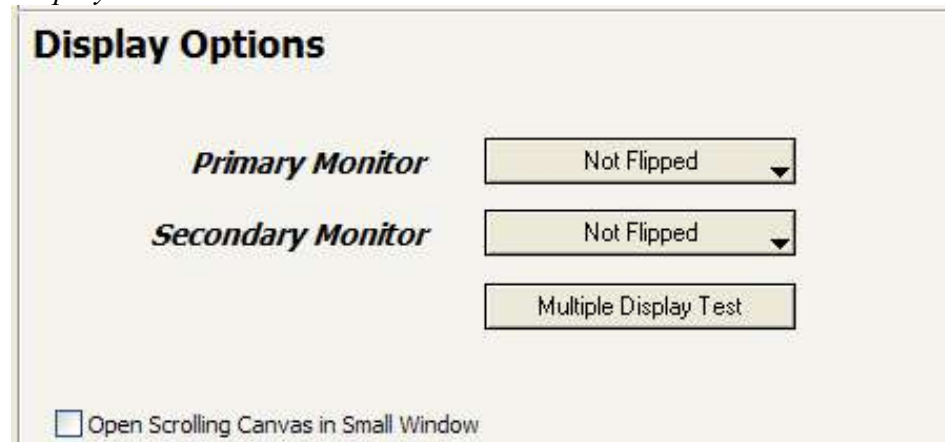 Display Options
Primary Monitor Not Flipped
Secondary Monitor Not Flipped
Multiple Display Test
Open Scrolling Canvas in Small Window